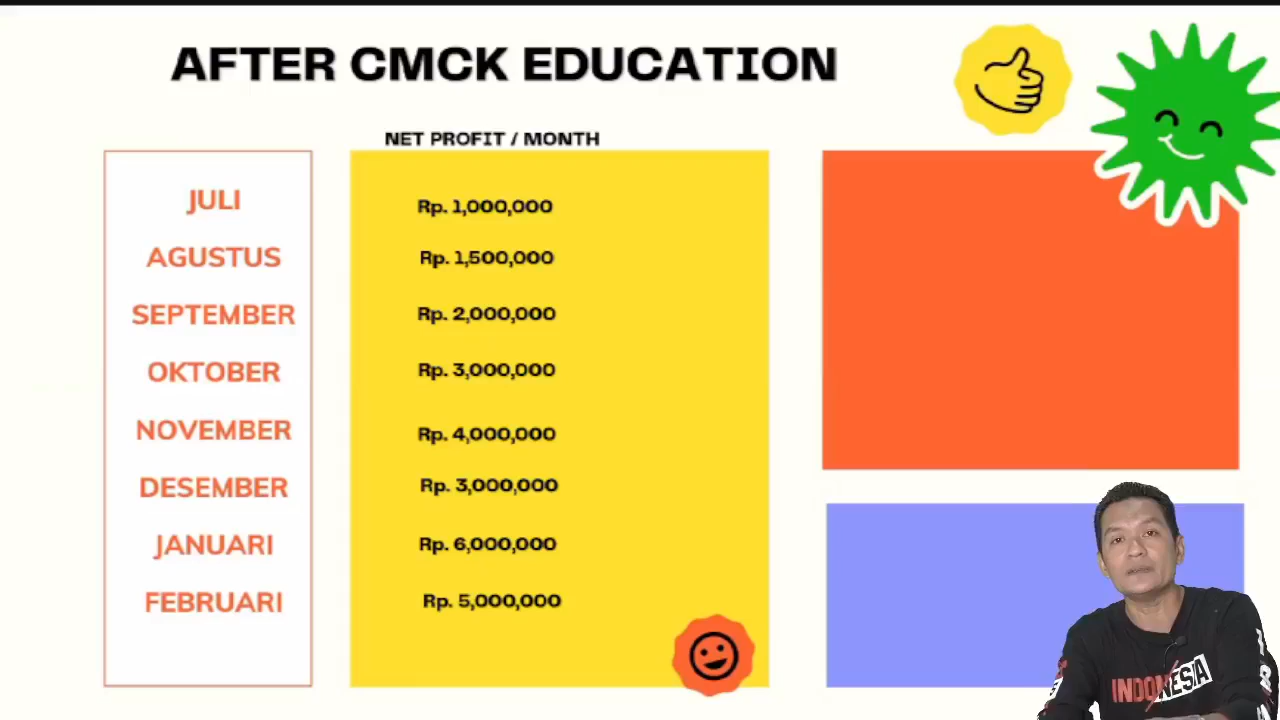 AFTER CMCK EDUCATION
NET PROFIT / MONTH
JULI Rp. 1,000,000
AGUSTUS Rp. 1,500,000
SEPTEMBER Rp. 2,000,000
OKTOBER Rp. 3,000,000
NOVEMBER Rp. 4,000,000
DESEMBER Rp. 3,000,000
JANUARI Rp. 6,000,000
FEBRUARI Rp. 5,000,000
INDONESIA